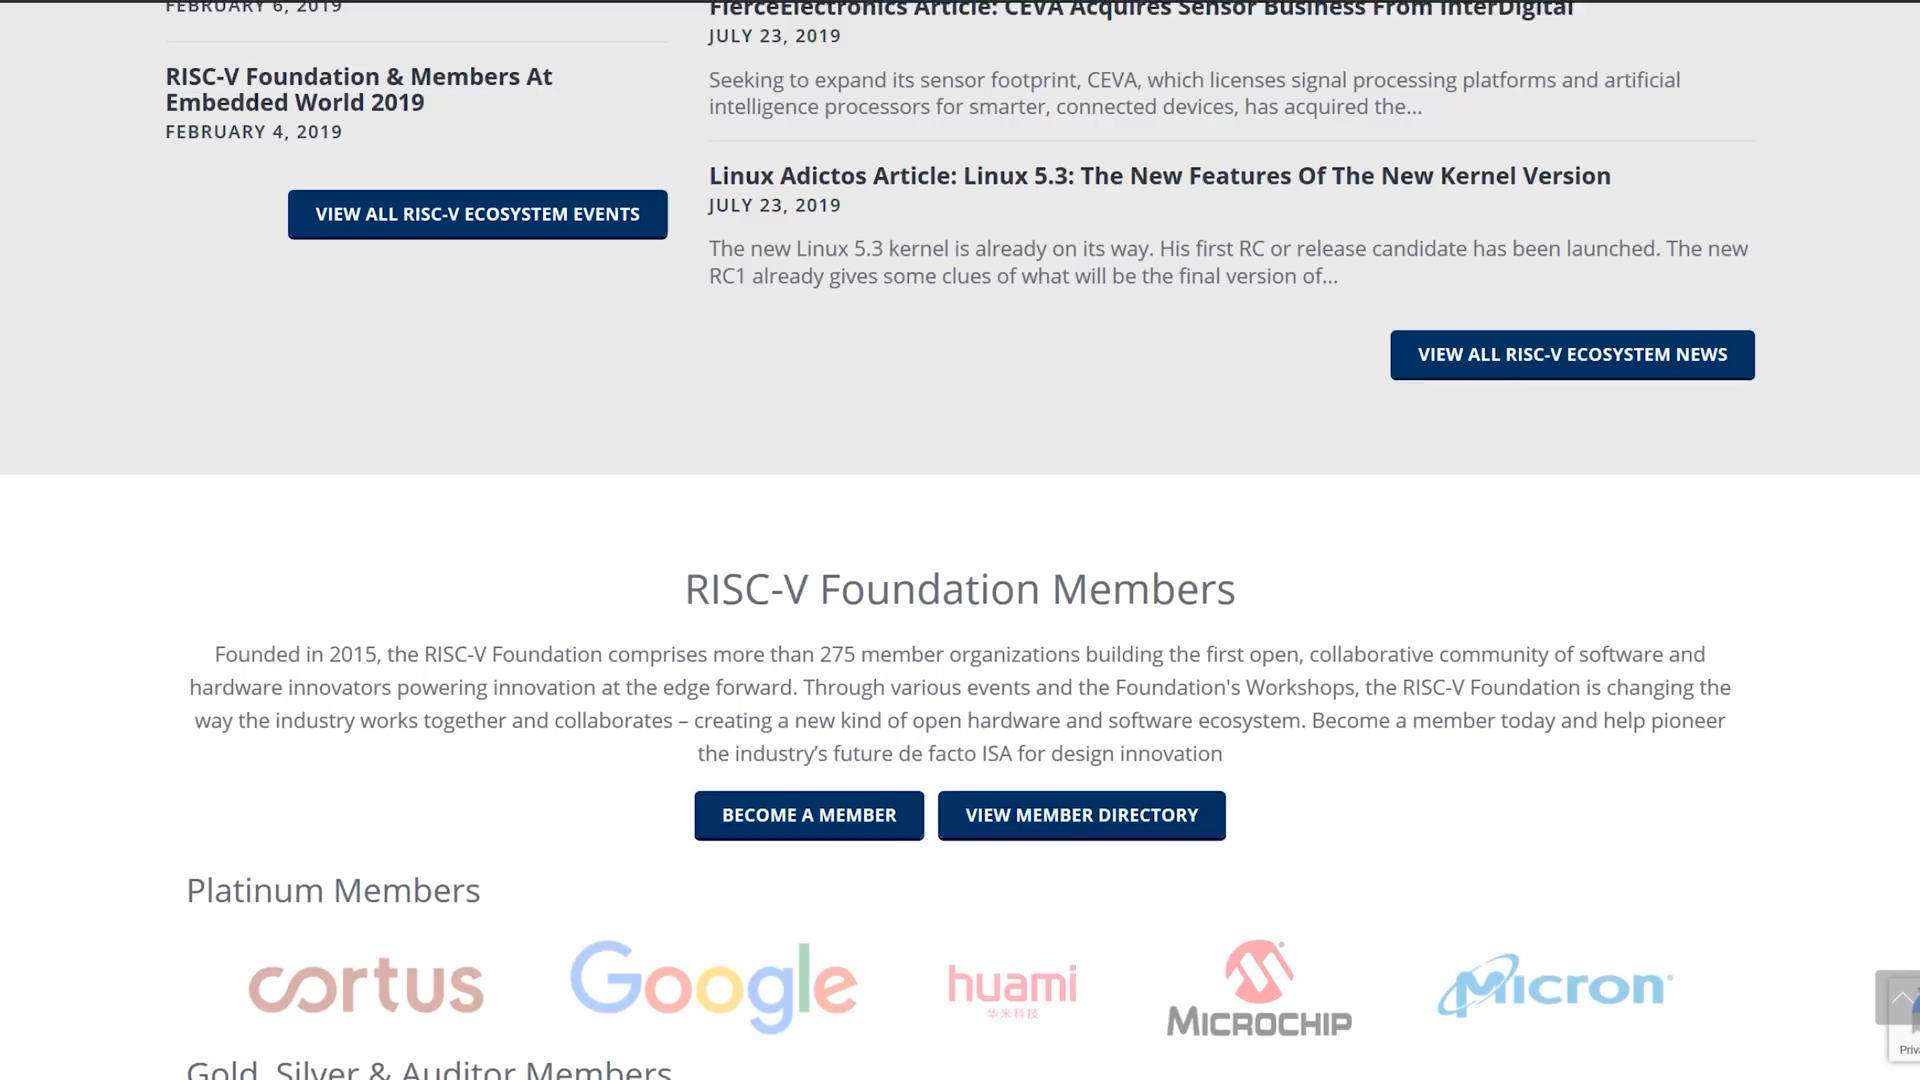 FEBRUARY 6, 2019
RISC-V Foundation & Members At
Embedded World 2019
FEBRUARY 4, 2019
VIEW ALL RISC-V ECOSYSTEM EVENTS
FierceElectronics Article: CEVA Acquires Sensor Business From InterDigital
JULY 23, 2019
Seeking to expand its sensor footprint, CEVA, which licenses signal processing platforms and artificial
intelligence processors for smarter, connected devices, has acquired the...
Linux Adictos Article: Linux 5.3: The New Features Of The New Kernel Version
JULY 23, 2019
The new Linux 5.3 kernel is already on its way. His first RC or release candidate has been launched. The new
RC1 already gives some clues of what will be the final version of...
VIEW ALL RISC-V ECOSYSTEM NEWS
RISC-V Foundation Members
Founded in 2015, the RISC-V Foundation comprises more than 275 member organizations building the first open, collaborative community of software and
hardware innovators powering innovation at the edge forward. Through various events and the Foundation's Workshops, the RISC-V Foundation is changing the
way the industry works together and collaborates – creating a new kind of open hardware and software ecosystem. Become a member today and help pioneer
the industry’s future de facto ISA for design innovation
BECOME A MEMBER
VIEW MEMBER DIRECTORY
Platinum Members
cortus
Google
huami
华米科技
MICROCHIP
Micron
Gold, Silver & Auditor Members